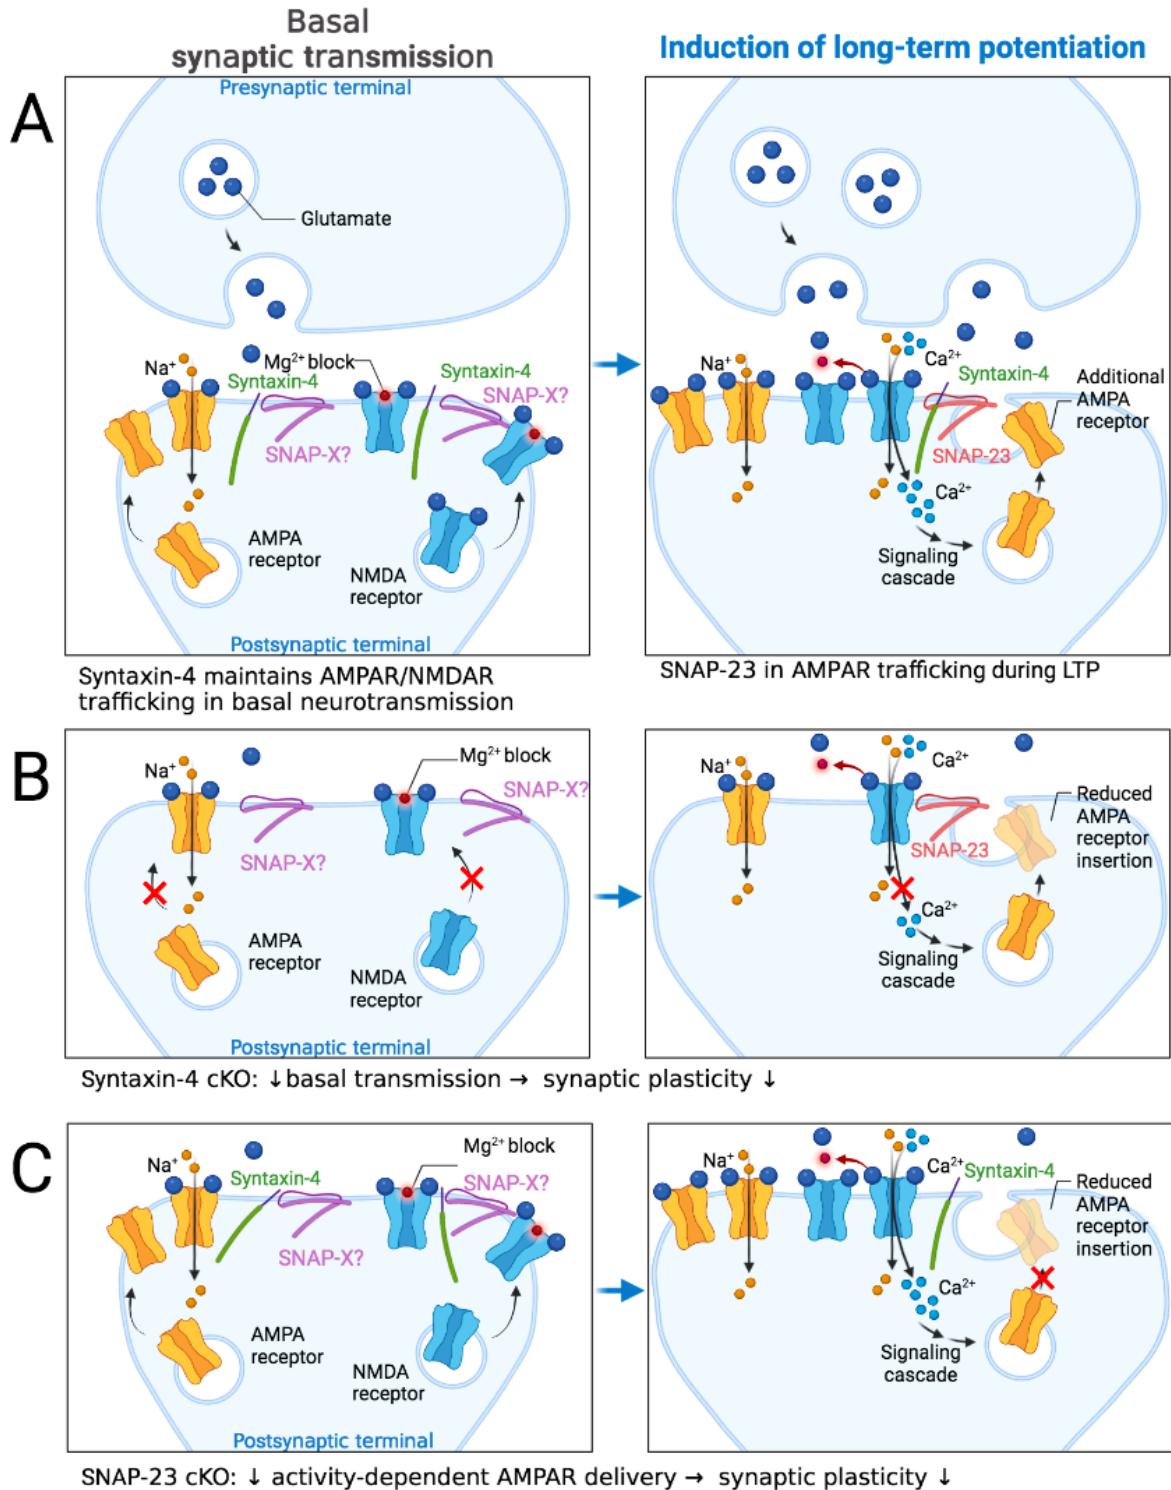 Basal
synaptic transmission
Induction of long-term potentiation
A
Presynaptic terminal
Glutamate
Na⁺
Mg²⁺ block
Syntaxin-4
Syntaxin-4
SNAP-X?
SNAP-X?
AMPA
receptor
NMDA
receptor
Postsynaptic terminal
Na⁺
Ca²⁺
Syntaxin-4
Additional
AMPA
receptor
SNAP-23
Ca²⁺
Signaling
cascade
Syntaxin-4 maintains AMPAR/NMDAR
trafficking in basal neurotransmission
SNAP-23 in AMPAR trafficking during LTP
B
Na⁺
Mg²⁺ block
SNAP-X?
SNAP-X?
AMPA
receptor
NMDA
receptor
Postsynaptic terminal
Na⁺
Ca²⁺
Reduced
AMPA
receptor
insertion
SNAP-23
Ca²⁺
Signaling
cascade
Syntaxin-4 cKO: ↓basal transmission → synaptic plasticity ↓
C
Na⁺
Mg²⁺ block
Syntaxin-4
SNAP-X?
SNAP-X?
AMPA
receptor
NMDA
receptor
Postsynaptic terminal
Na⁺
Ca²⁺
Syntaxin-4
Reduced
AMPA
receptor
insertion
Ca²⁺
Signaling
cascade
SNAP-23 cKO: ↓ activity-dependent AMPAR delivery → synaptic plasticity ↓